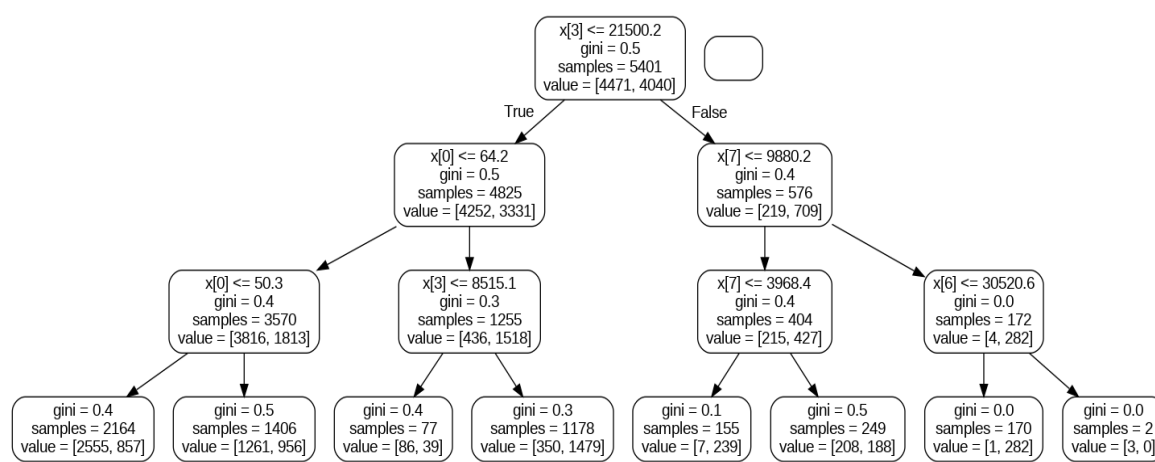 x[3] <= 21500.2
gini = 0.5
samples = 5401
value = [4471, 4040]
True
False
x[0] <= 64.2
gini = 0.5
samples = 4825
value = [4252, 3331]
x[7] <= 9880.2
gini = 0.4
samples = 576
value = [219, 709]
x[0] <= 50.3
gini = 0.4
samples = 3570
value = [3816, 1813]
x[3] <= 8515.1
gini = 0.3
samples = 1255
value = [436, 1518]
x[7] <= 3968.4
gini = 0.4
samples = 404
value = [215, 427]
x[6] <= 30520.6
gini = 0.0
samples = 172
value = [4, 282]
gini = 0.4
samples = 2164
value = [2555, 857]
gini = 0.5
samples = 1406
value = [1261, 956]
gini = 0.4
samples = 77
value = [86, 39]
gini = 0.3
samples = 1178
value = [350, 1479]
gini = 0.1
samples = 155
value = [7, 239]
gini = 0.5
samples = 249
value = [208, 188]
gini = 0.0
samples = 170
value = [1, 282]
gini = 0.0
samples = 2
value = [3, 0]